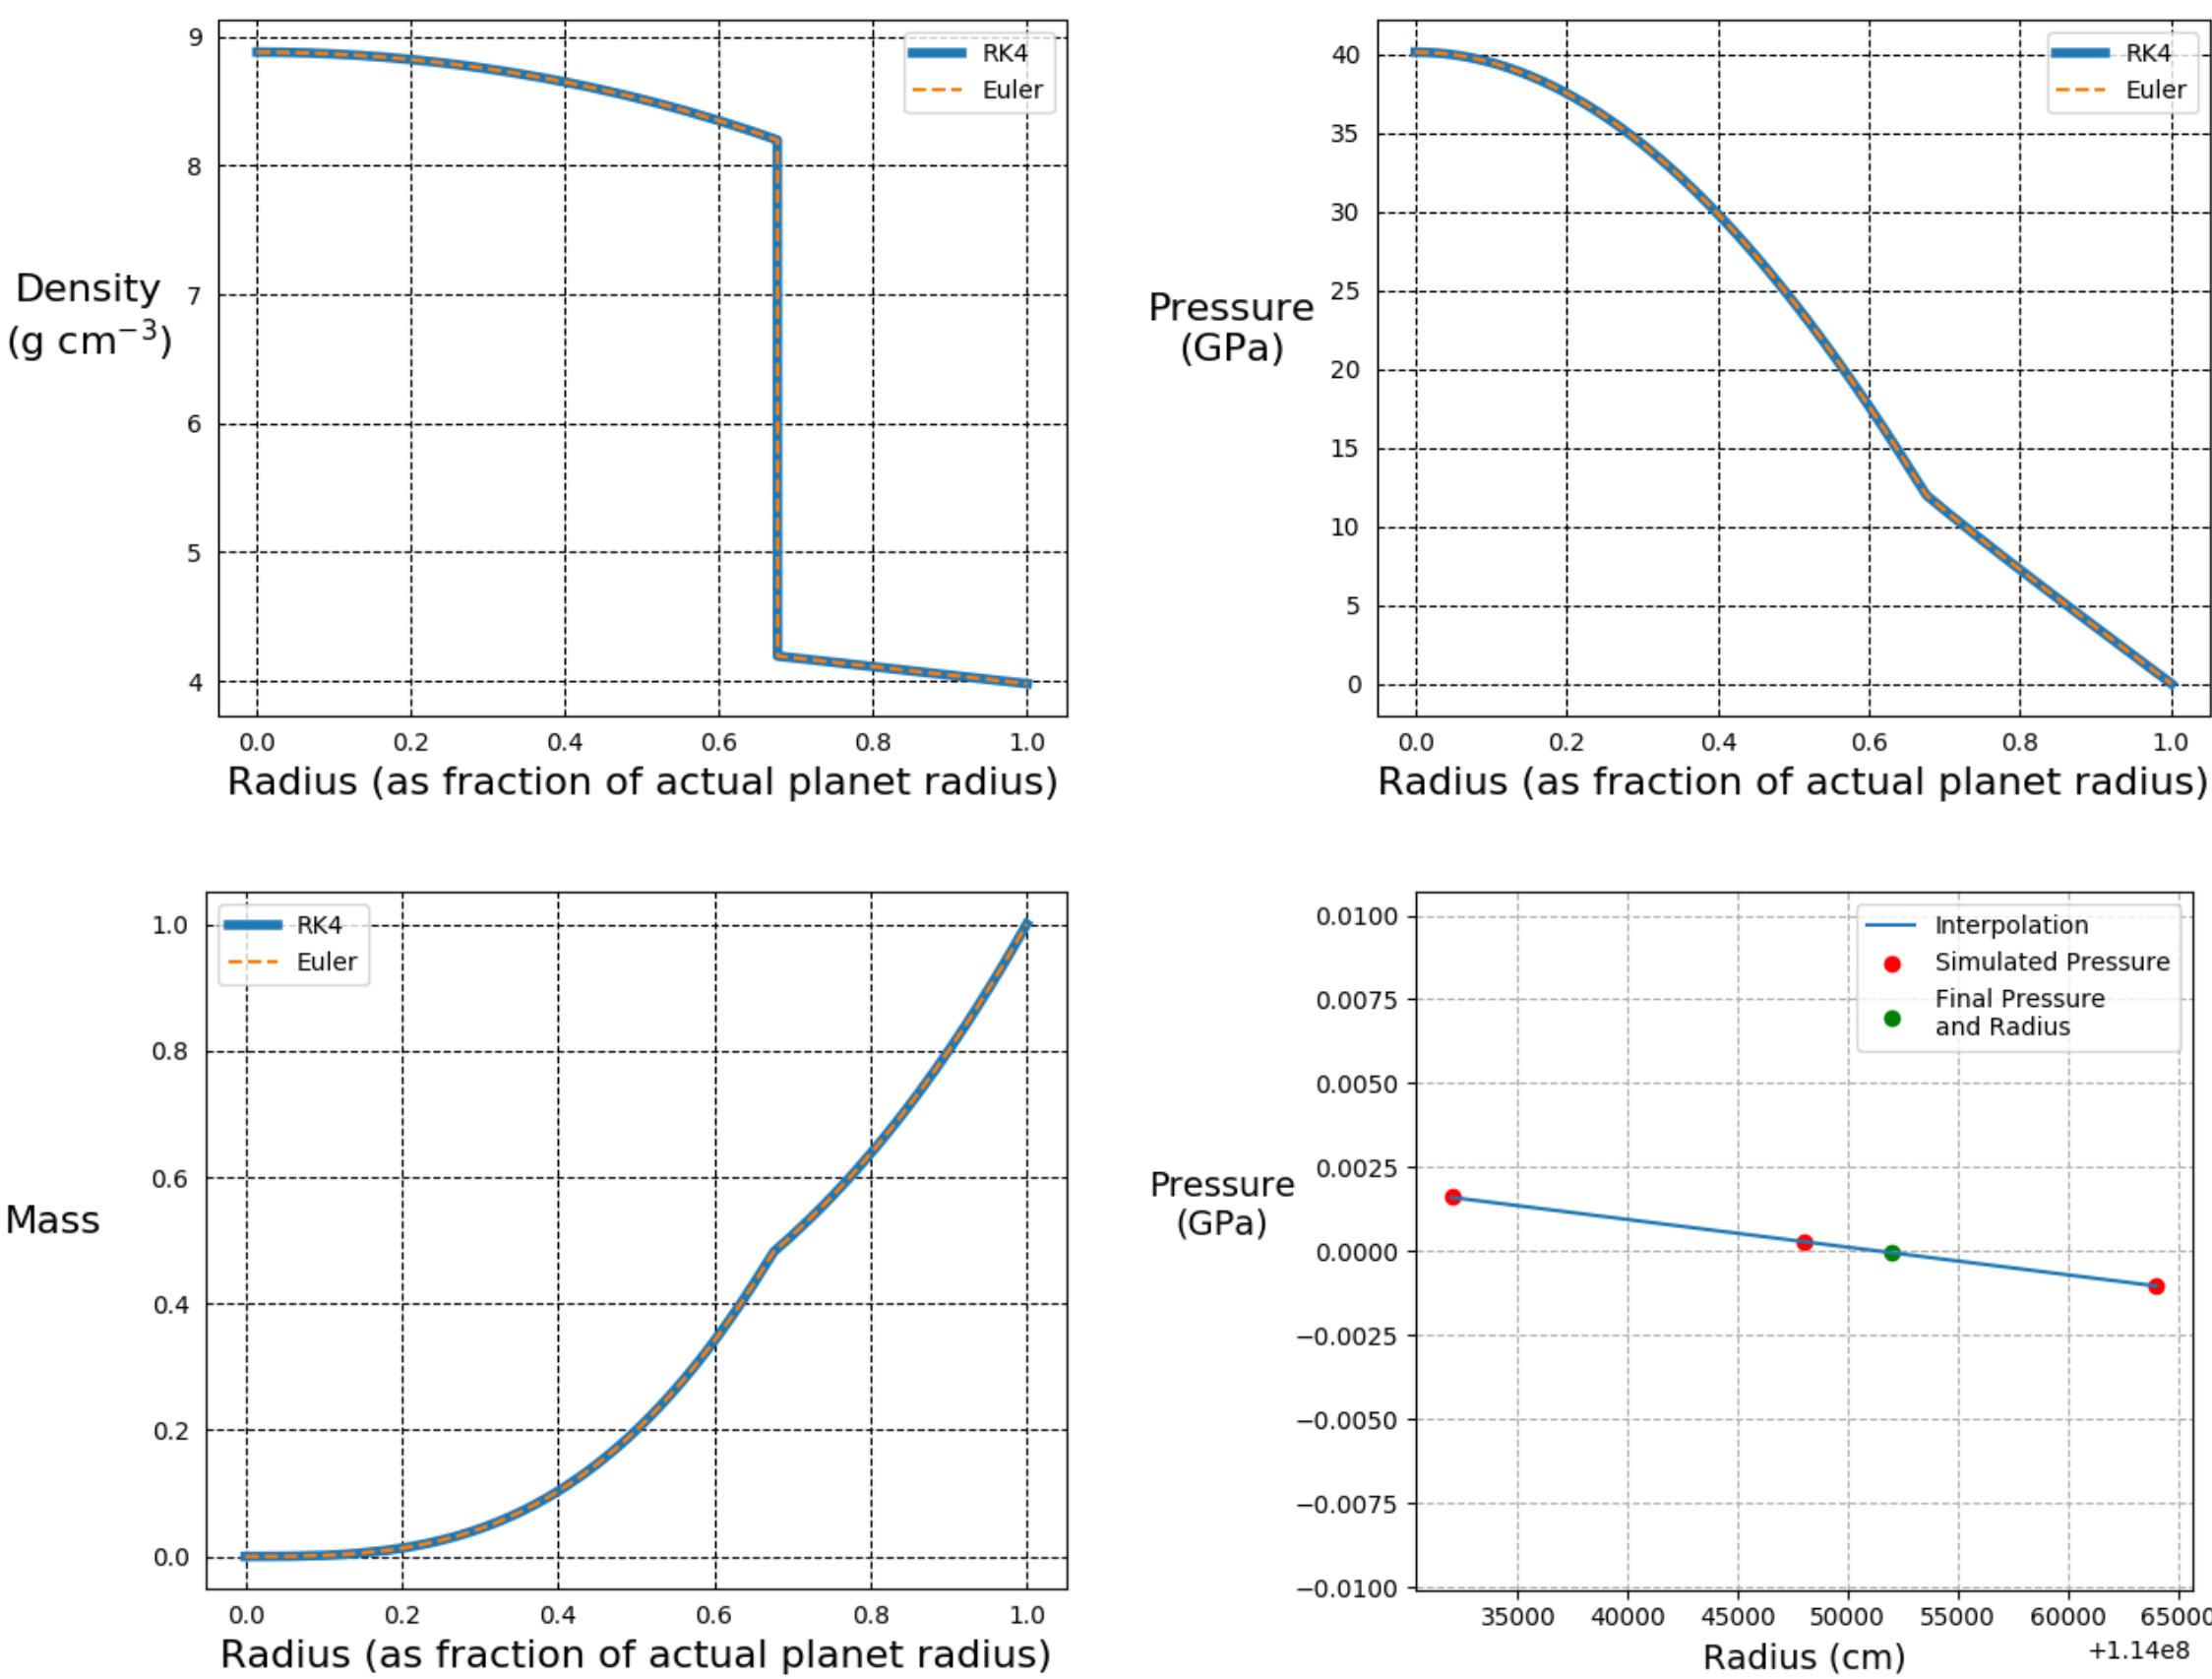 9
8
7
6
5
4
Density
(g cm⁻³)
RK4
Euler
0.0 0.2 0.4 0.6 0.8 1.0
Radius (as fraction of actual planet radius)
40
35
30
25
20
15
10
5
0
Pressure
(GPa)
RK4
Euler
0.0 0.2 0.4 0.6 0.8 1.0
Radius (as fraction of actual planet radius)
1.0
0.8
0.6
0.4
0.2
0.0
Mass
RK4
Euler
0.0 0.2 0.4 0.6 0.8 1.0
Radius (as fraction of actual planet radius)
0.0100
0.0075
0.0050
0.0025
0.0000
−0.0025
−0.0050
−0.0075
−0.0100
Pressure
(GPa)
Interpolation
Simulated Pressure
Final Pressure
and Radius
35000 40000 45000 50000 55000 60000 65000
+1.14e8
Radius (cm)